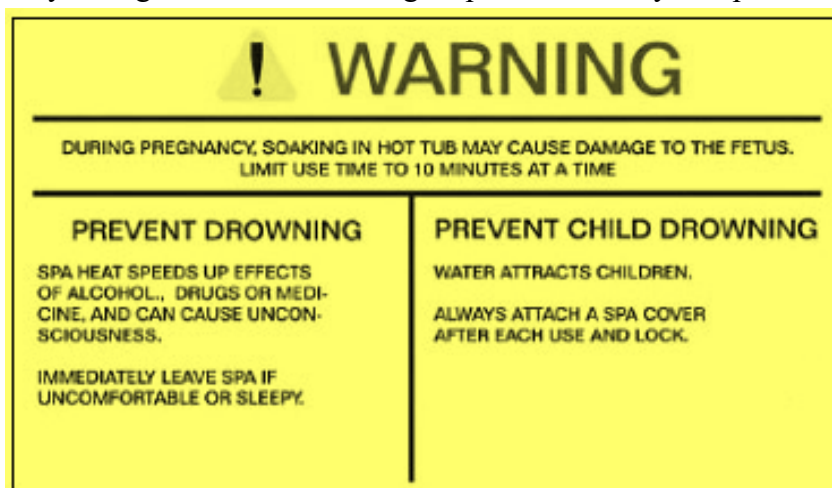 WARNING
DURING PREGNANCY, SOAKING IN HOT TUB MAY CAUSE DAMAGE TO THE FETUS.
LIMIT USE TIME TO 10 MINUTES AT A TIME
PREVENT DROWNING
SPA HEAT SPEEDS UP EFFECTS
OF ALCOHOL., DRUGS OR MEDI-
CINE, AND CAN CAUSE UNCON-
SCIOUSNESS.
IMMEDIATELY LEAVE SPA IF
UNCOMFORTABLE OR SLEEPY.
PREVENT CHILD DROWNING
WATER ATTRACTS CHILDREN.
ALWAYS ATTACH A SPA COVER
AFTER EACH USE AND LOCK.